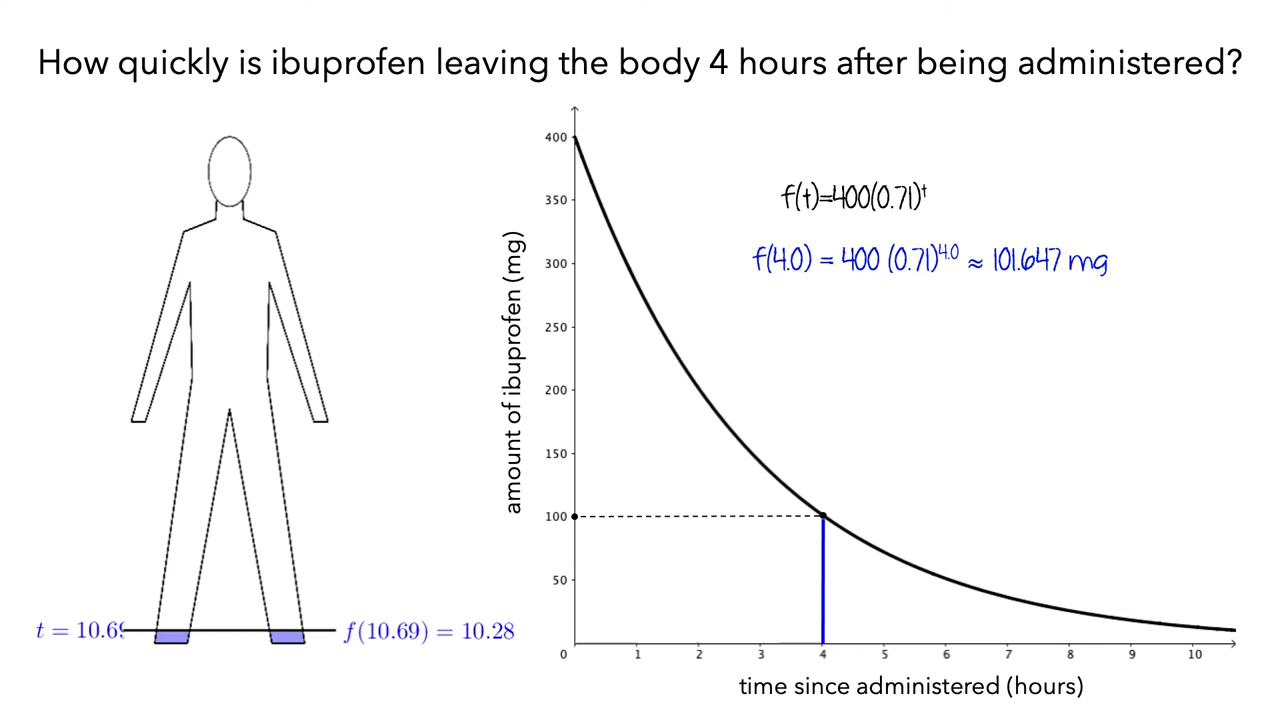 How quickly is ibuprofen leaving the body 4 hours after being administered?
400
350
300
250
200
150
100
50
0
1 2 3 4 5 6 7 8 9 10
amount of ibuprofen (mg)
time since administered (hours)
f(t)=400(0.71)^t
f(4.0) = 400 (0.71)^4.0 ≈ 101.647 mg
t = 10.69
f(10.69) = 10.28